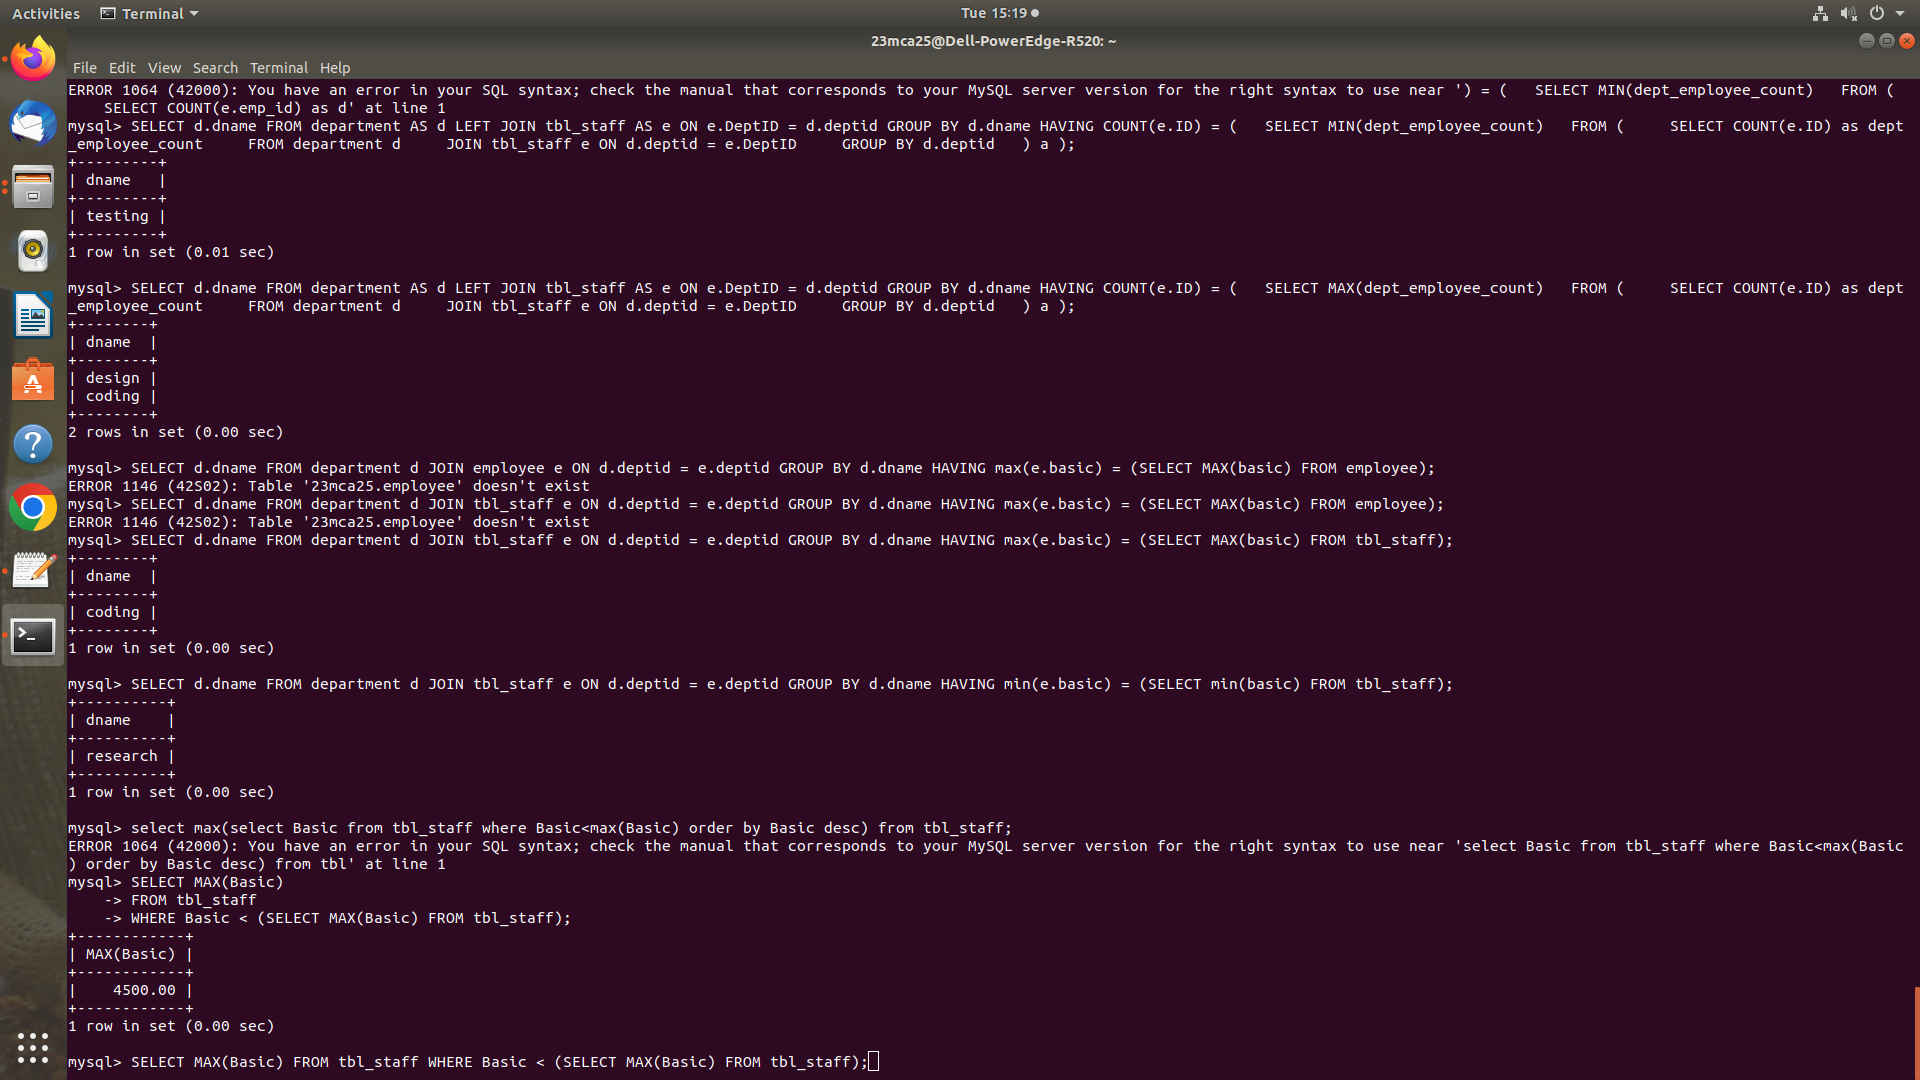 Activities Terminal Tue 15:19
23mca25@Dell-PowerEdge-R520: ~
File Edit View Search Terminal Help
ERROR 1064 (42000): You have an error in your SQL syntax; check the manual that corresponds to your MySQL server version for the right syntax to use near ') = (   SELECT MIN(dept_employee_count)   FROM (
    SELECT COUNT(e.emp_id) as d' at line 1
mysql> SELECT d.dname FROM department AS d LEFT JOIN tbl_staff AS e ON e.DeptID = d.deptid GROUP BY d.dname HAVING COUNT(e.ID) = (   SELECT MIN(dept_employee_count)   FROM (     SELECT COUNT(e.ID) as dept
_employee_count     FROM department d     JOIN tbl_staff e ON d.deptid = e.DeptID     GROUP BY d.deptid   ) a );
+---------+
| dname   |
+---------+
| testing |
+---------+
1 row in set (0.01 sec)
mysql> SELECT d.dname FROM department AS d LEFT JOIN tbl_staff AS e ON e.DeptID = d.deptid GROUP BY d.dname HAVING COUNT(e.ID) = (   SELECT MAX(dept_employee_count)   FROM (     SELECT COUNT(e.ID) as dept
_employee_count     FROM department d     JOIN tbl_staff e ON d.deptid = e.DeptID     GROUP BY d.deptid   ) a );
+--------+
| dname  |
+--------+
| design |
| coding |
+--------+
2 rows in set (0.00 sec)
mysql> SELECT d.dname FROM department d JOIN employee e ON d.deptid = e.deptid GROUP BY d.dname HAVING max(e.basic) = (SELECT MAX(basic) FROM employee);
ERROR 1146 (42S02): Table '23mca25.employee' doesn't exist
mysql> SELECT d.dname FROM department d JOIN tbl_staff e ON d.deptid = e.deptid GROUP BY d.dname HAVING max(e.basic) = (SELECT MAX(basic) FROM employee);
ERROR 1146 (42S02): Table '23mca25.employee' doesn't exist
mysql> SELECT d.dname FROM department d JOIN tbl_staff e ON d.deptid = e.deptid GROUP BY d.dname HAVING max(e.basic) = (SELECT MAX(basic) FROM tbl_staff);
+--------+
| dname  |
+--------+
| coding |
+--------+
1 row in set (0.00 sec)
mysql> SELECT d.dname FROM department d JOIN tbl_staff e ON d.deptid = e.deptid GROUP BY d.dname HAVING min(e.basic) = (SELECT min(basic) FROM tbl_staff);
+----------+
| dname    |
+----------+
| research |
+----------+
1 row in set (0.00 sec)
mysql> select max(select Basic from tbl_staff where Basic<max(Basic) order by Basic desc) from tbl_staff;
ERROR 1064 (42000): You have an error in your SQL syntax; check the manual that corresponds to your MySQL server version for the right syntax to use near 'select Basic from tbl_staff where Basic<max(Basic
) order by Basic desc) from tbl' at line 1
mysql> SELECT MAX(Basic)
    -> FROM tbl_staff
    -> WHERE Basic < (SELECT MAX(Basic) FROM tbl_staff);
+------------+
| MAX(Basic) |
+------------+
|    4500.00 |
+------------+
1 row in set (0.00 sec)
mysql> SELECT MAX(Basic) FROM tbl_staff WHERE Basic < (SELECT MAX(Basic) FROM tbl_staff);